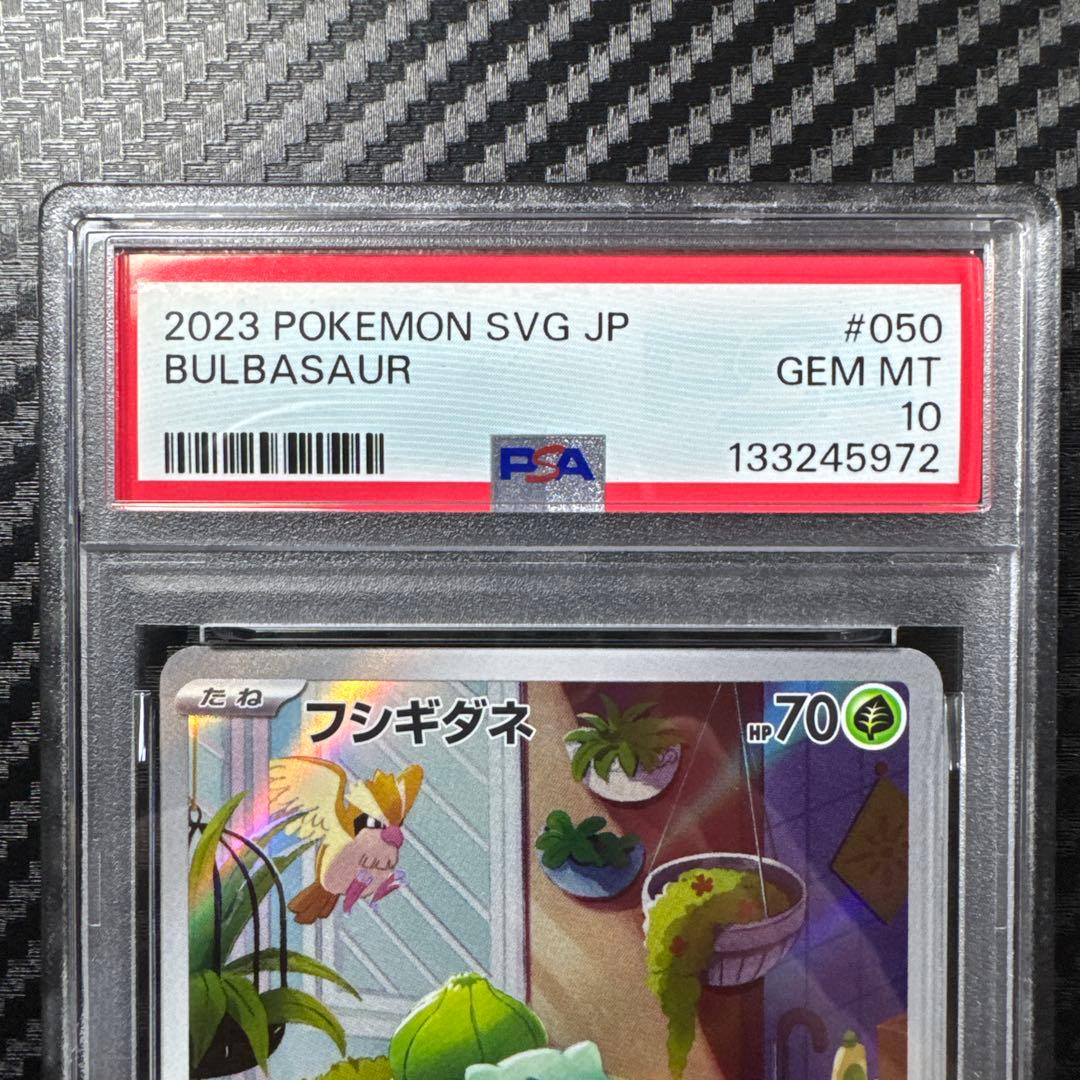 2023 POKEMON SVG JP #050
BULBASAUR GEM MT
10
PSA 133245972
たね フシギダネ HP70